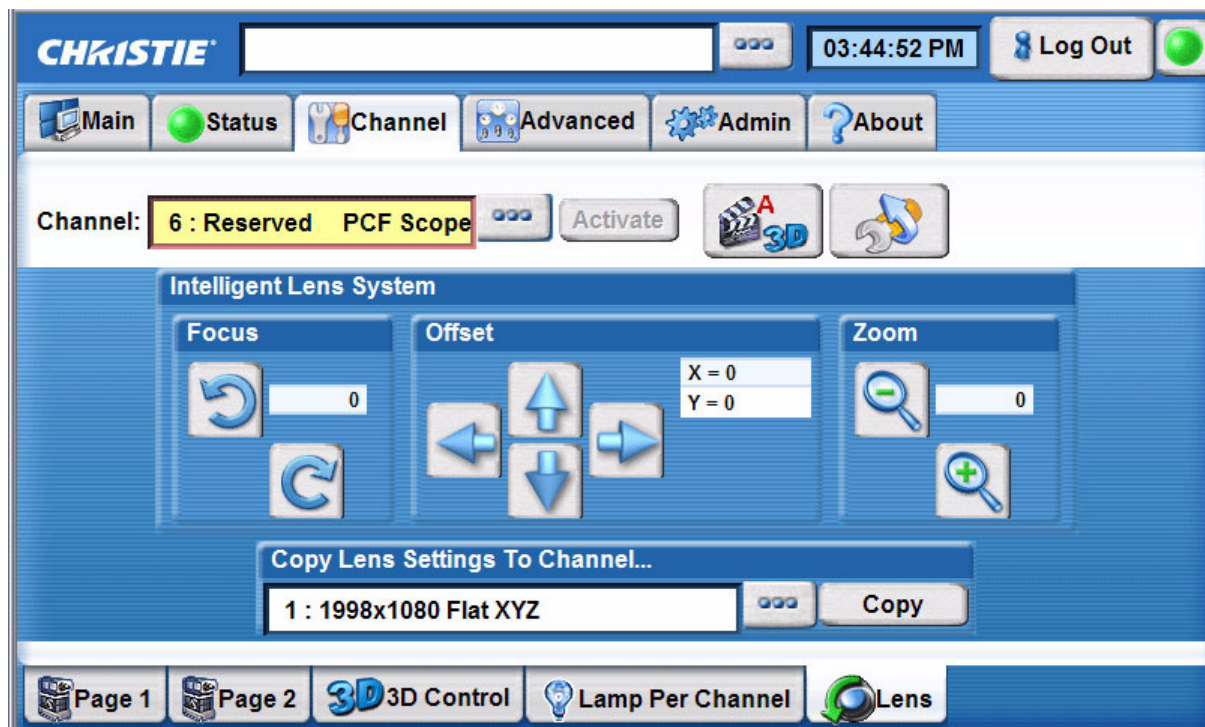 CHRISTIE
03:44:52 PM
Log Out
Main
Status
Channel
Advanced
Admin
About
Channel:
6 : Reserved PCF Scope
Activate
A
3D
Intelligent Lens System
Focus
0
Offset
X = 0
Y = 0
Zoom
0
Copy Lens Settings To Channel...
1 : 1998x1080 Flat XYZ
Copy
Page 1
Page 2
3D 3D Control
Lamp Per Channel
Lens